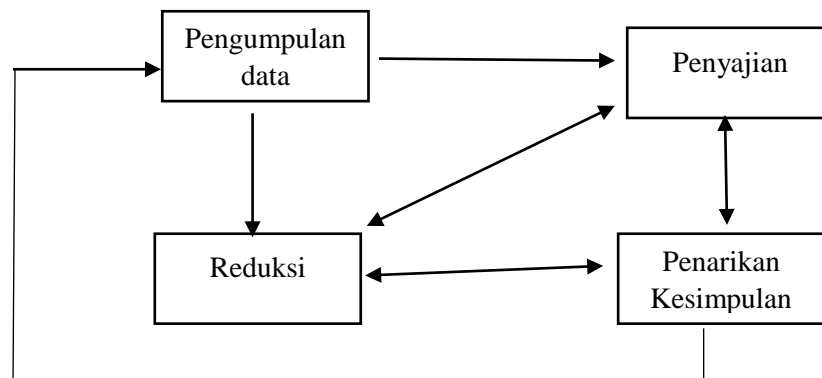 Pengumpulan
data
Penyajian
Reduksi
Penarikan
Kesimpulan